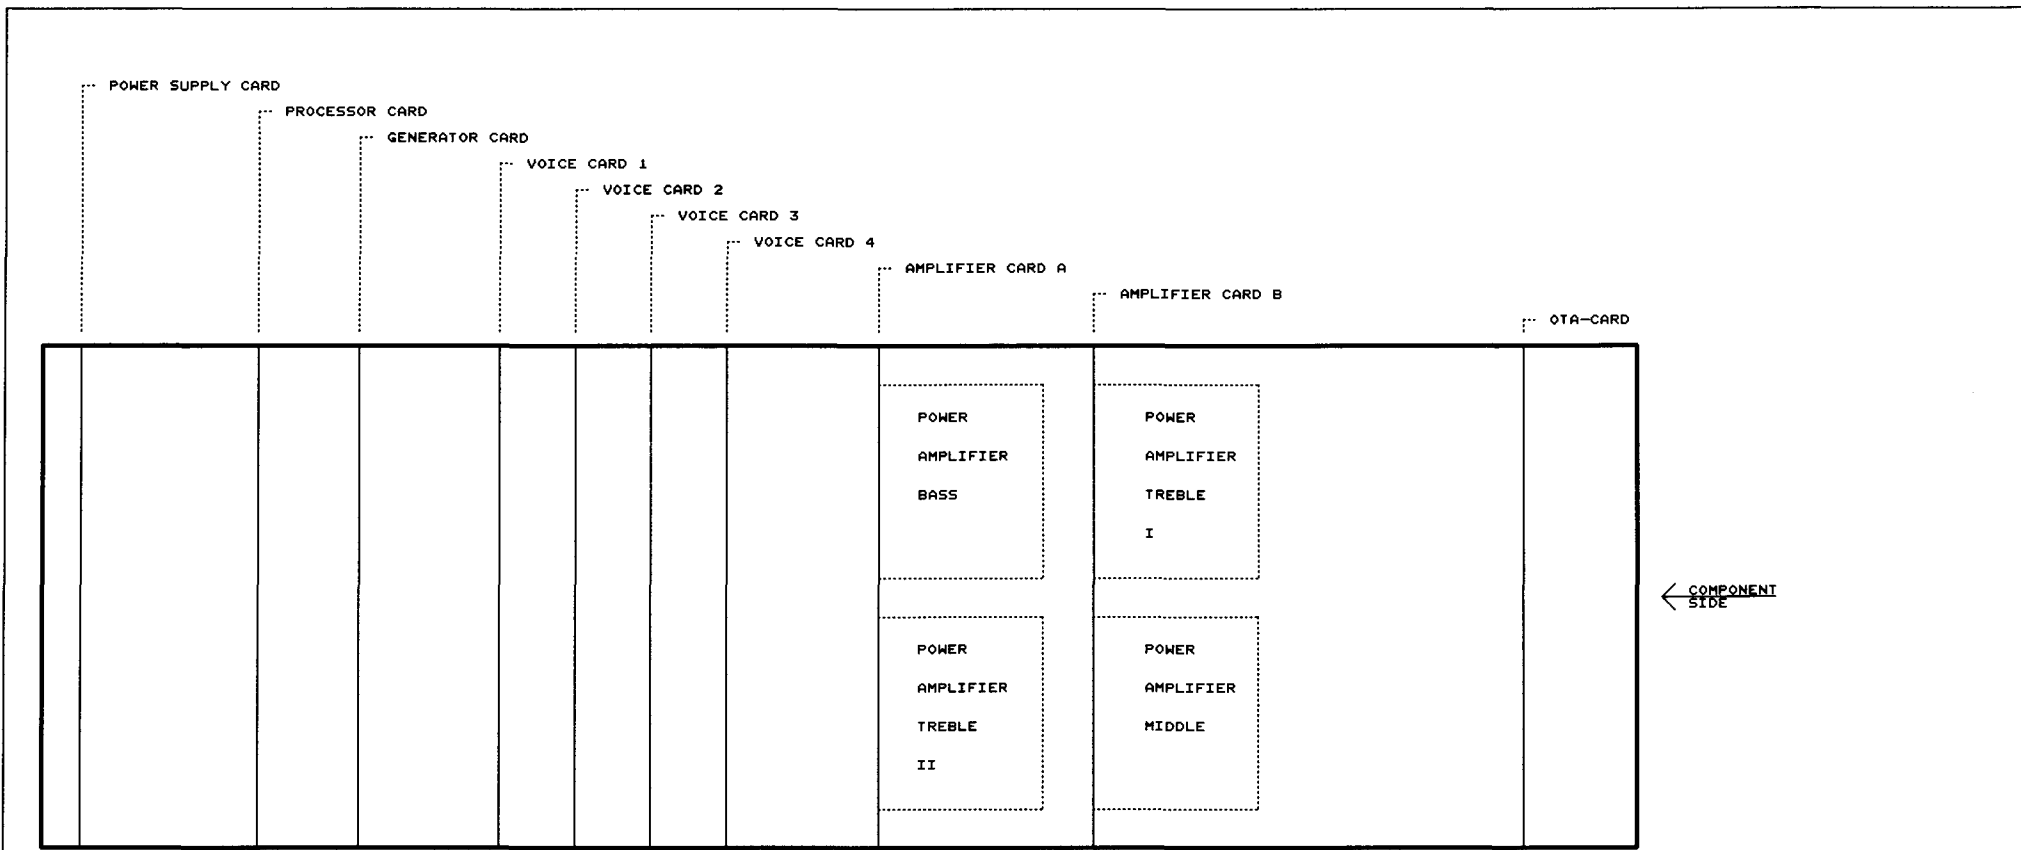 POWER SUPPLY CARD
PROCESSOR CARD
GENERATOR CARD
VOICE CARD 1
VOICE CARD 2
VOICE CARD 3
VOICE CARD 4
AMPLIFIER CARD A
AMPLIFIER CARD B
OTA-CARD
POWER
AMPLIFIER
BASS
POWER
AMPLIFIER
TREBLE
I
COMPONENT
SIDE
POWER
AMPLIFIER
TREBLE
II
POWER
AMPLIFIER
MIDDLE